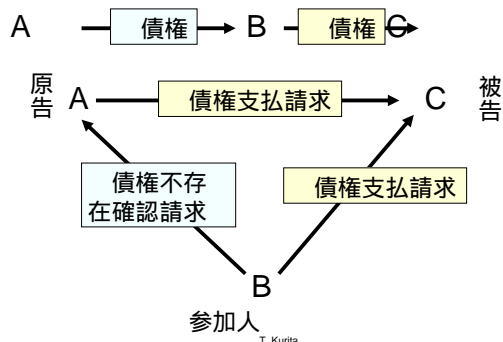 A 債権 B 債権 C
原告 A 債権支払請求 C 被告
債権不存
在確認請求
債権支払請求
B
参加人
T. Kurita